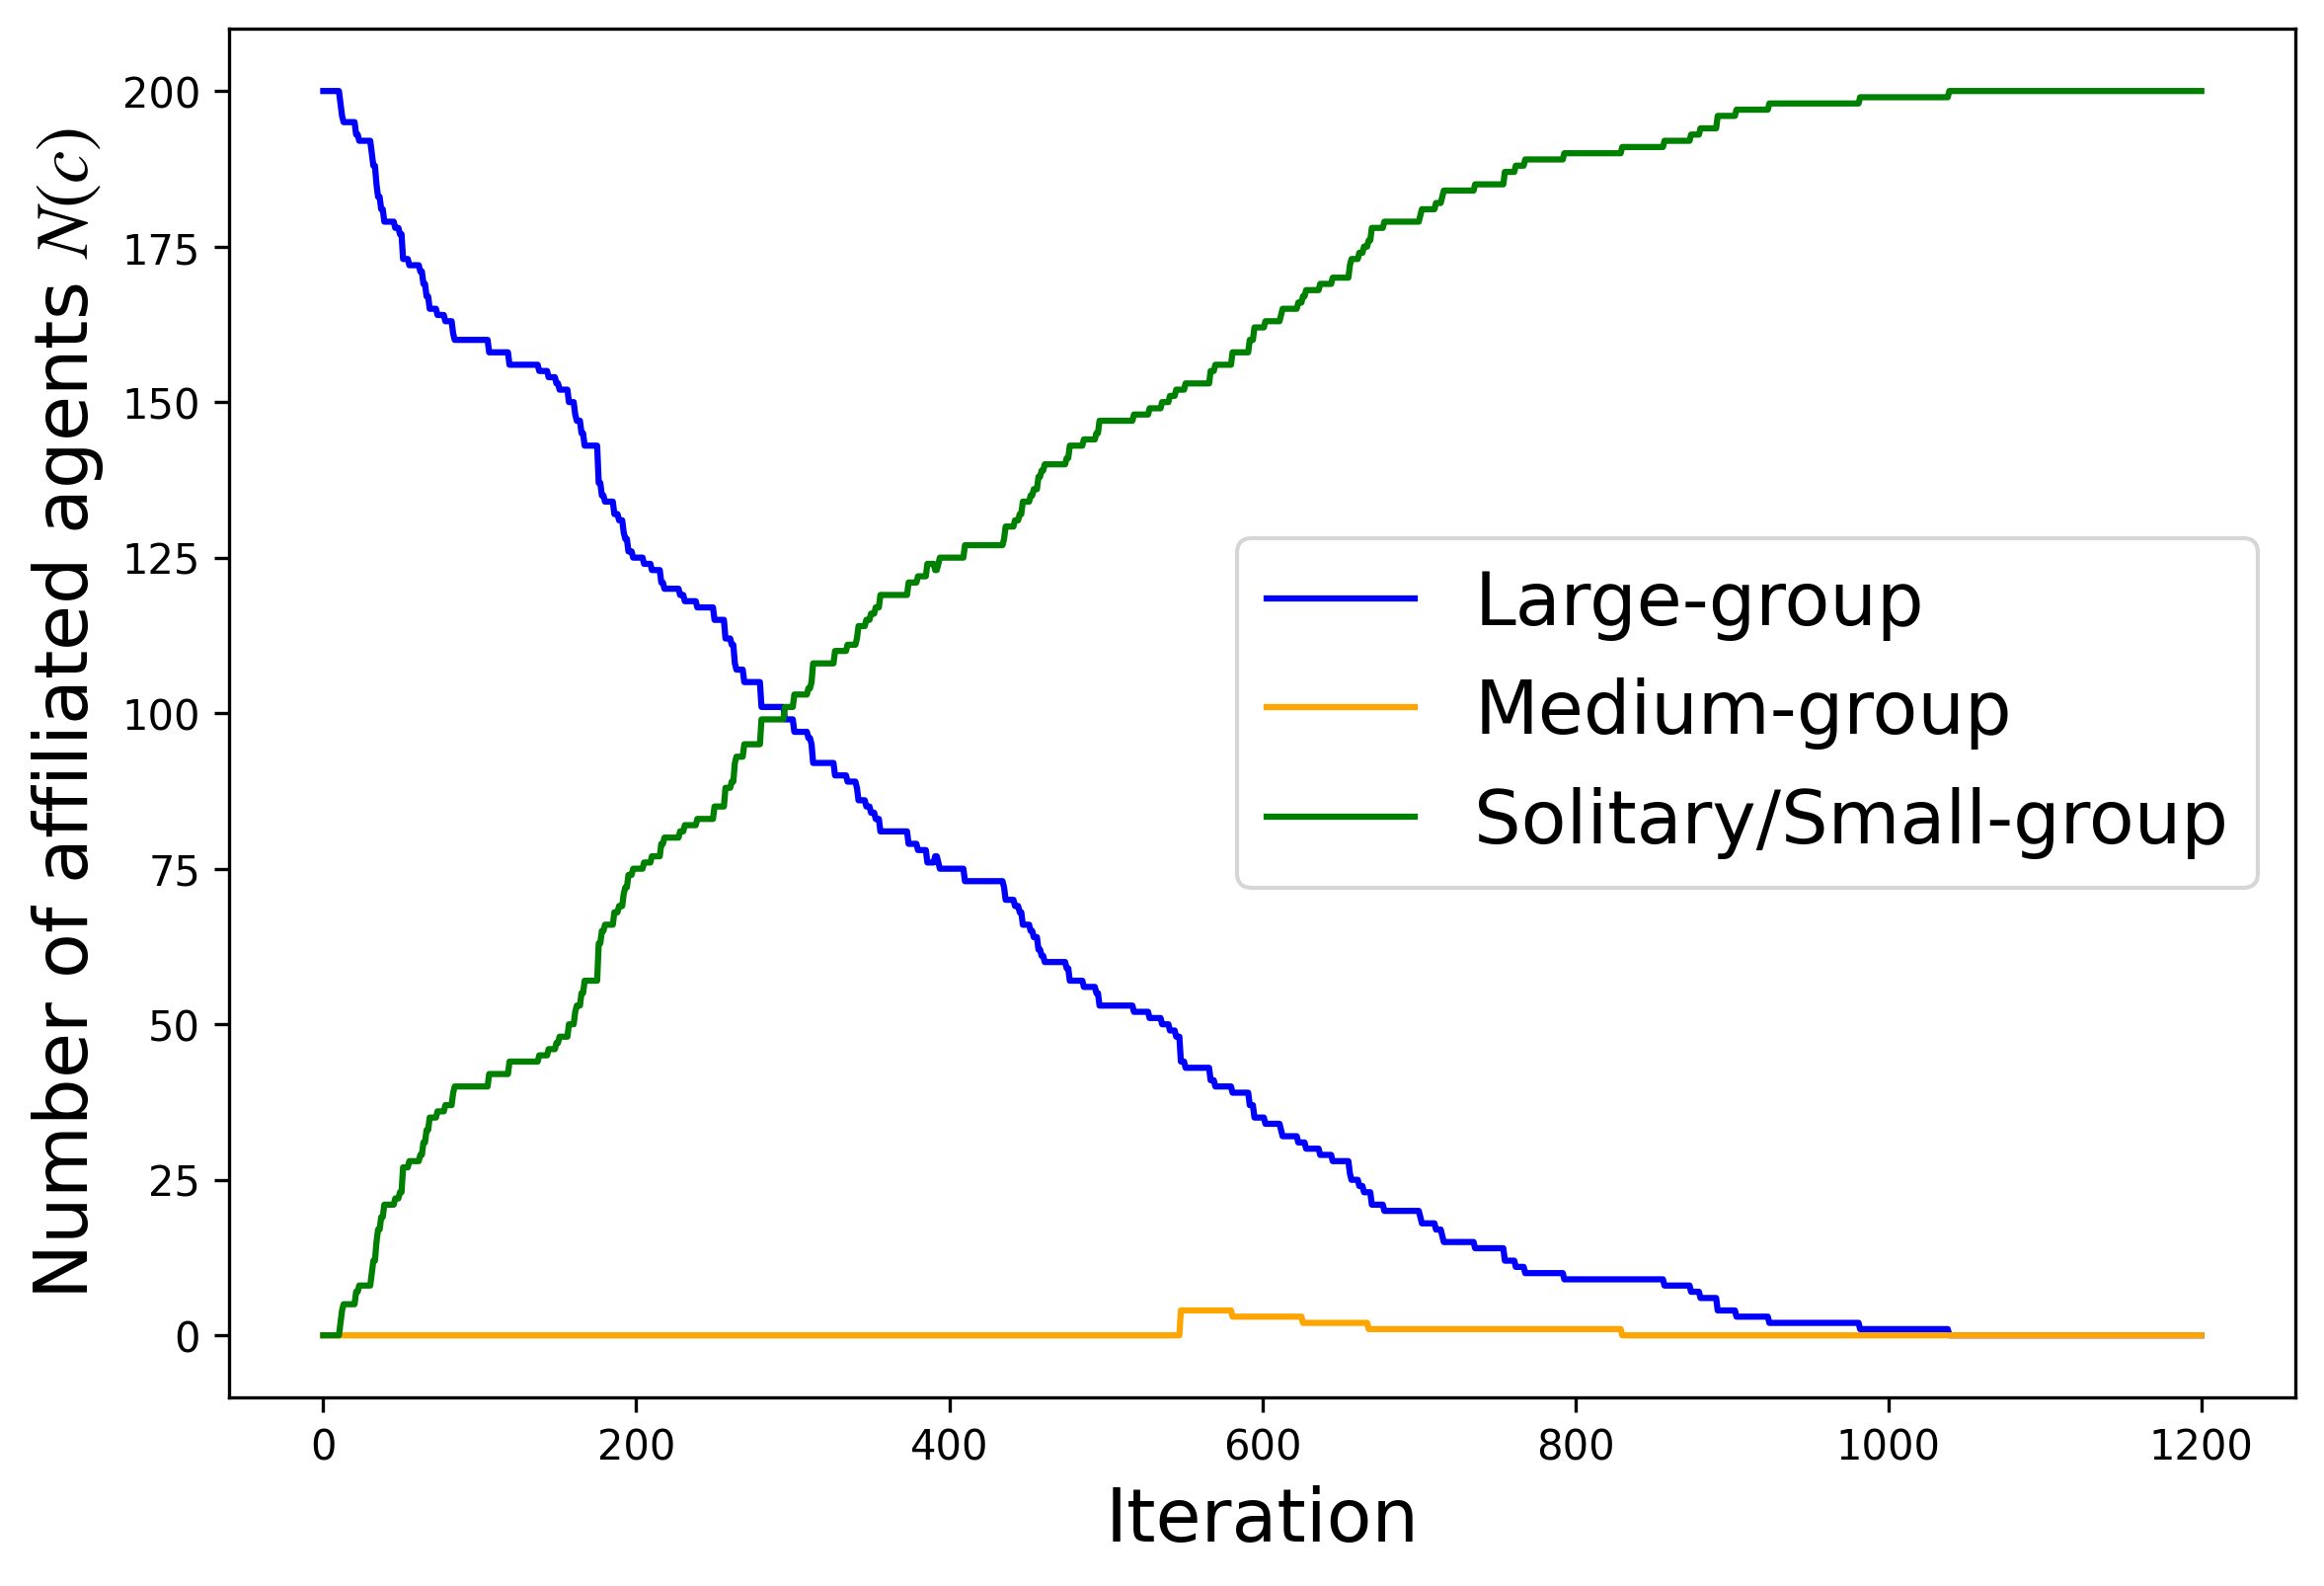 Number of affiliated agents N(c)
200
175
150
125
100
75
50
25
0
Large-group
Medium-group
Solitary/Small-group
0 200 400 600 800 1000 1200
Iteration